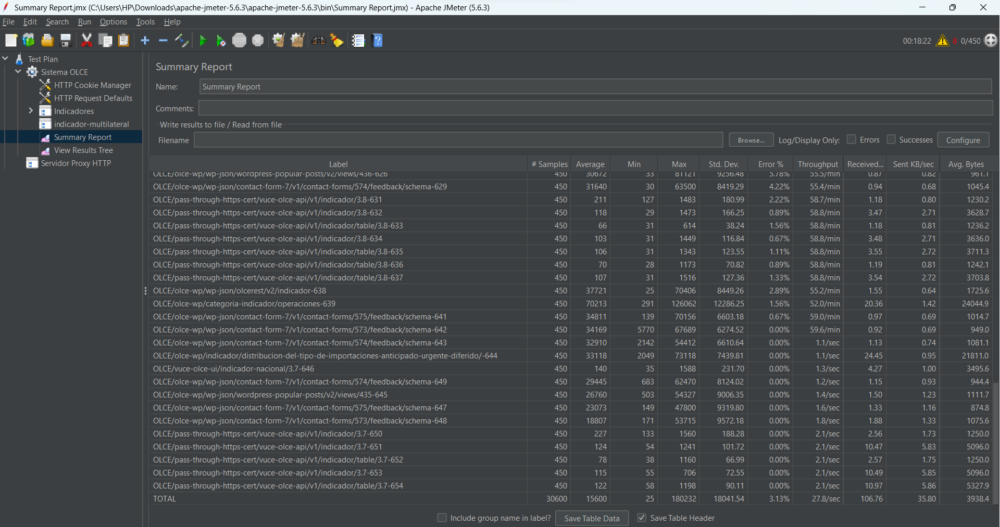 Summary Report.jmx (C:\Users\HP\Downloads\apache-jmeter-5.6.3\apache-jmeter-5.6.3\bin\Summary Report.jmx) - Apache JMeter (5.6.3)
File Edit Search Run Options Tools Help
STOP 00:18:22 8 0/450
Test Plan
Sistema OLCE
HTTP Cookie Manager
HTTP Request Defaults
Indicadores
indicador-multilateral
Summary Report
View Results Tree
Servidor Proxy HTTP
Summary Report
Name: Summary Report
Comments:
Write results to file / Read from file
Filename Browse... Log/Display Only: Errors Successes Configure
Label # Samples Average Min Max Std. Dev. Error % Throughput Received... Sent KB/sec Avg. Bytes
OLCE/olce-wp/wp-json/wordpress-popular-posts/v2/views/436-626 450 30672 33 81121 9256.48 5.78% 55.5/min 0.87 0.82 961.1
OLCE/olce-wp/wp-json/contact-form-7/v1/contact-forms/574/feedback/schema-629 450 31640 30 63500 8419.29 4.22% 55.4/min 0.94 0.68 1045.4
OLCE/pass-through-https-cert/vuce-olce-api/v1/indicador/3.8-631 450 211 127 1483 180.99 2.22% 58.7/min 1.18 0.80 1230.2
OLCE/pass-through-https-cert/vuce-olce-api/v1/indicador/3.8-632 450 118 29 1473 166.25 0.89% 58.8/min 3.47 2.71 3628.7
OLCE/pass-through-https-cert/vuce-olce-api/v1/indicador/table/3.8-633 450 66 31 614 38.24 1.56% 58.8/min 1.18 0.81 1236.2
OLCE/pass-through-https-cert/vuce-olce-api/v1/indicador/3.8-634 450 103 31 1449 116.84 0.67% 58.8/min 3.48 2.71 3636.0
OLCE/pass-through-https-cert/vuce-olce-api/v1/indicador/table/3.8-635 450 106 31 1343 123.55 1.11% 58.8/min 3.55 2.72 3711.3
OLCE/pass-through-https-cert/vuce-olce-api/v1/indicador/table/3.8-636 450 70 28 1173 70.82 0.89% 58.8/min 1.19 0.81 1242.1
OLCE/pass-through-https-cert/vuce-olce-api/v1/indicador/table/3.8-637 450 107 31 1516 127.36 1.33% 58.8/min 3.54 2.72 3703.8
OLCE/olce-wp/wp-json/olcerest/v2/indicador-638 450 37721 25 70406 8449.26 2.89% 55.2/min 1.55 0.64 1725.6
OLCE/olce-wp/categoria-indicador/operaciones-639 450 70213 291 126062 12286.25 1.56% 52.0/min 20.36 1.42 24044.9
OLCE/olce-wp/wp-json/contact-form-7/v1/contact-forms/575/feedback/schema-641 450 34811 139 70156 6603.18 0.67% 59.0/min 0.97 0.69 1014.7
OLCE/olce-wp/wp-json/contact-form-7/v1/contact-forms/573/feedback/schema-642 450 34169 5770 67689 6274.52 0.00% 59.6/min 0.92 0.69 949.0
OLCE/olce-wp/wp-json/contact-form-7/v1/contact-forms/574/feedback/schema-643 450 32910 2142 54412 6610.64 0.00% 1.1/sec 1.13 0.74 1081.1
OLCE/olce-wp/indicador/distribucion-del-tipo-de-importaciones-anticipado-urgente-diferido/-644 450 33118 2049 73118 7439.81 0.00% 1.1/sec 24.45 0.95 21811.0
OLCE/vuce-olce-ui/indicador-nacional/3.7-646 450 140 35 1588 231.70 0.00% 1.3/sec 4.27 1.00 3495.6
OLCE/olce-wp/wp-json/contact-form-7/v1/contact-forms/574/feedback/schema-649 450 29445 683 62470 8124.02 0.00% 1.2/sec 1.15 0.93 944.4
OLCE/olce-wp/wp-json/wordpress-popular-posts/v2/views/435-645 450 26760 503 54327 9006.35 0.00% 1.4/sec 1.50 1.23 1111.7
OLCE/olce-wp/wp-json/contact-form-7/v1/contact-forms/575/feedback/schema-647 450 23073 149 47800 9319.80 0.00% 1.6/sec 1.33 1.16 874.8
OLCE/olce-wp/wp-json/contact-form-7/v1/contact-forms/573/feedback/schema-648 450 18807 171 53715 9572.18 0.00% 1.8/sec 1.88 1.33 1075.6
OLCE/pass-through-https-cert/vuce-olce-api/v1/indicador/3.7-650 450 227 133 1560 188.28 0.00% 2.1/sec 2.56 1.73 1250.0
OLCE/pass-through-https-cert/vuce-olce-api/v1/indicador/3.7-651 450 124 54 1241 101.72 0.00% 2.1/sec 10.47 5.83 5096.0
OLCE/pass-through-https-cert/vuce-olce-api/v1/indicador/table/3.7-652 450 78 38 1160 66.99 0.00% 2.1/sec 2.57 1.75 1250.0
OLCE/pass-through-https-cert/vuce-olce-api/v1/indicador/3.7-653 450 115 55 706 72.55 0.00% 2.1/sec 10.49 5.85 5096.0
OLCE/pass-through-https-cert/vuce-olce-api/v1/indicador/table/3.7-654 450 122 58 1198 90.11 0.00% 2.1/sec 10.97 5.86 5327.9
TOTAL 30600 15600 25 180232 18041.54 3.13% 27.8/sec 106.76 35.80 3938.4
Include group name in label? Save Table Data Save Table Header